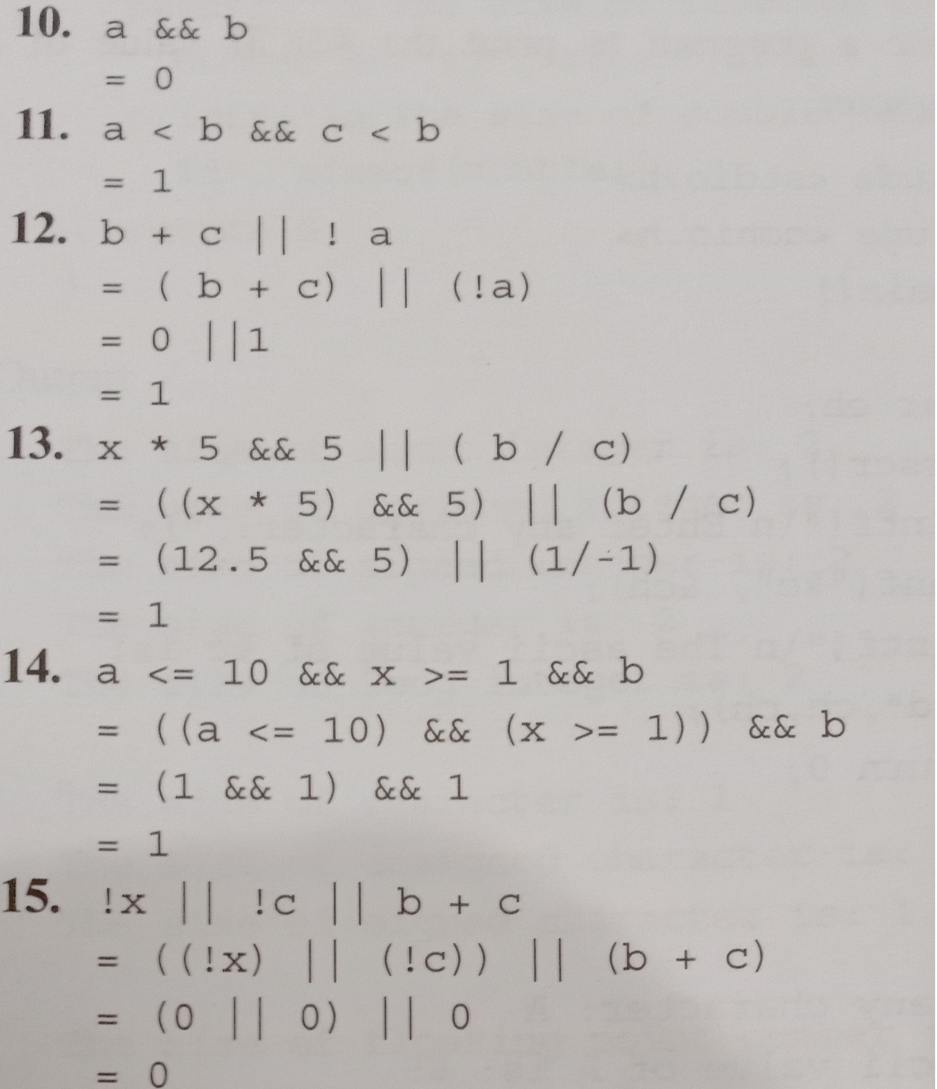 10. a && b
= 0
11. a < b && c < b
= 1
12. b + c || ! a
= ( b + c) || (!a)
= 0 ||1
= 1
13. x * 5 && 5 || ( b / c)
= ((x * 5) && 5) || (b / c)
= (12.5 && 5) || (1/-1)
= 1
14. a <= 10 && x >= 1 && b
= ((a <= 10) && (x >= 1)) && b
= (1 && 1) && 1
= 1
15. !x || !c || b + c
= ((!x) || (!c)) || (b + c)
= (0 || 0) || 0
= 0